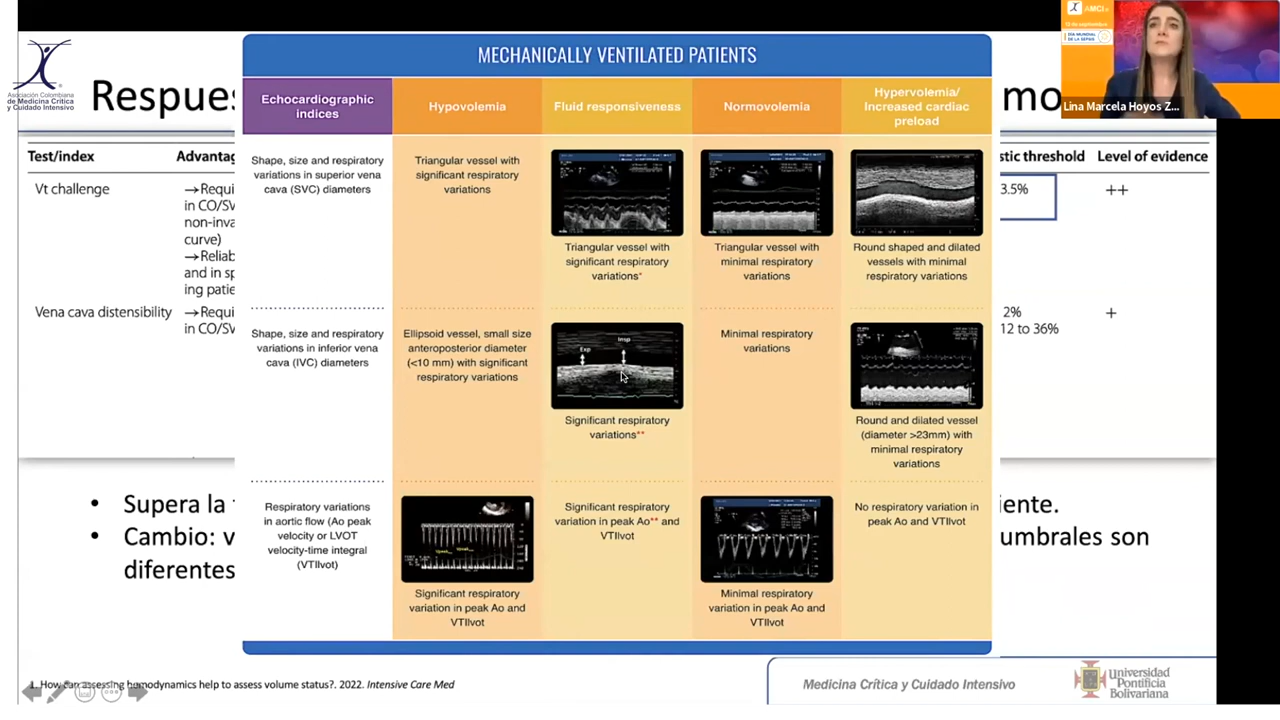 Asociación Colombiana
de Medicina Crítica
y Cuidado Intensivo
AMCI
DÍA MUNDIAL
DE LA SEPSIS
Lina Marcela Hoyos Z...
Respues
mo
Test/index
Advantag
stic threshold
Level of evidence
Vt challenge
→Requi
in CO/SV
non-inva
curve)
→Reliab
and in sp
ing patie
3.5%
++
Vena cava distensibility
→Requi
in CO/SV
2%
12 to 36%
+
MECHANICALLY VENTILATED PATIENTS
Echocardiographic
indices
Hypovolemia
Fluid responsiveness
Normovolemia
Hypervolemia/
Increased cardiac
preload
Shape, size and respiratory
variations in superior vena
cava (SVC) diameters
Triangular vessel with
significant respiratory
variations
Triangular vessel with
significant respiratory
variations*
Triangular vessel with
minimal respiratory
variations
Round shaped and dilated
vessels with minimal
respiratory variations
Shape, size and respiratory
variations in inferior vena
cava (IVC) diameters
Ellipsoid vessel, small size
anteroposterior diameter
(<10 mm) with significant
respiratory variations
Exp
Insp
Significant respiratory
variations**
Minimal respiratory
variations
Round and dilated vessel
(diameter >23mm) with
minimal respiratory
variations
Respiratory variations
in aortic flow (Ao peak
velocity or LVOT
velocity-time integral
(VTIlvot)
Significant respiratory
variation in peak Ao and
VTIlvot
Significant respiratory
variation in peak Ao** and
VTIlvot
Minimal respiratory
variation in peak Ao and
VTIlvot
No respiratory variation in
peak Ao and VTIlvot
• Supera la
iente.
• Cambio: v
umbrales son
diferentes
1. How can assessing humodynamics help to assess volume status?. 2022. Intensive Care Med
Medicina Crítica y Cuidado Intensivo
Universidad
Pontificia
Bolivariana